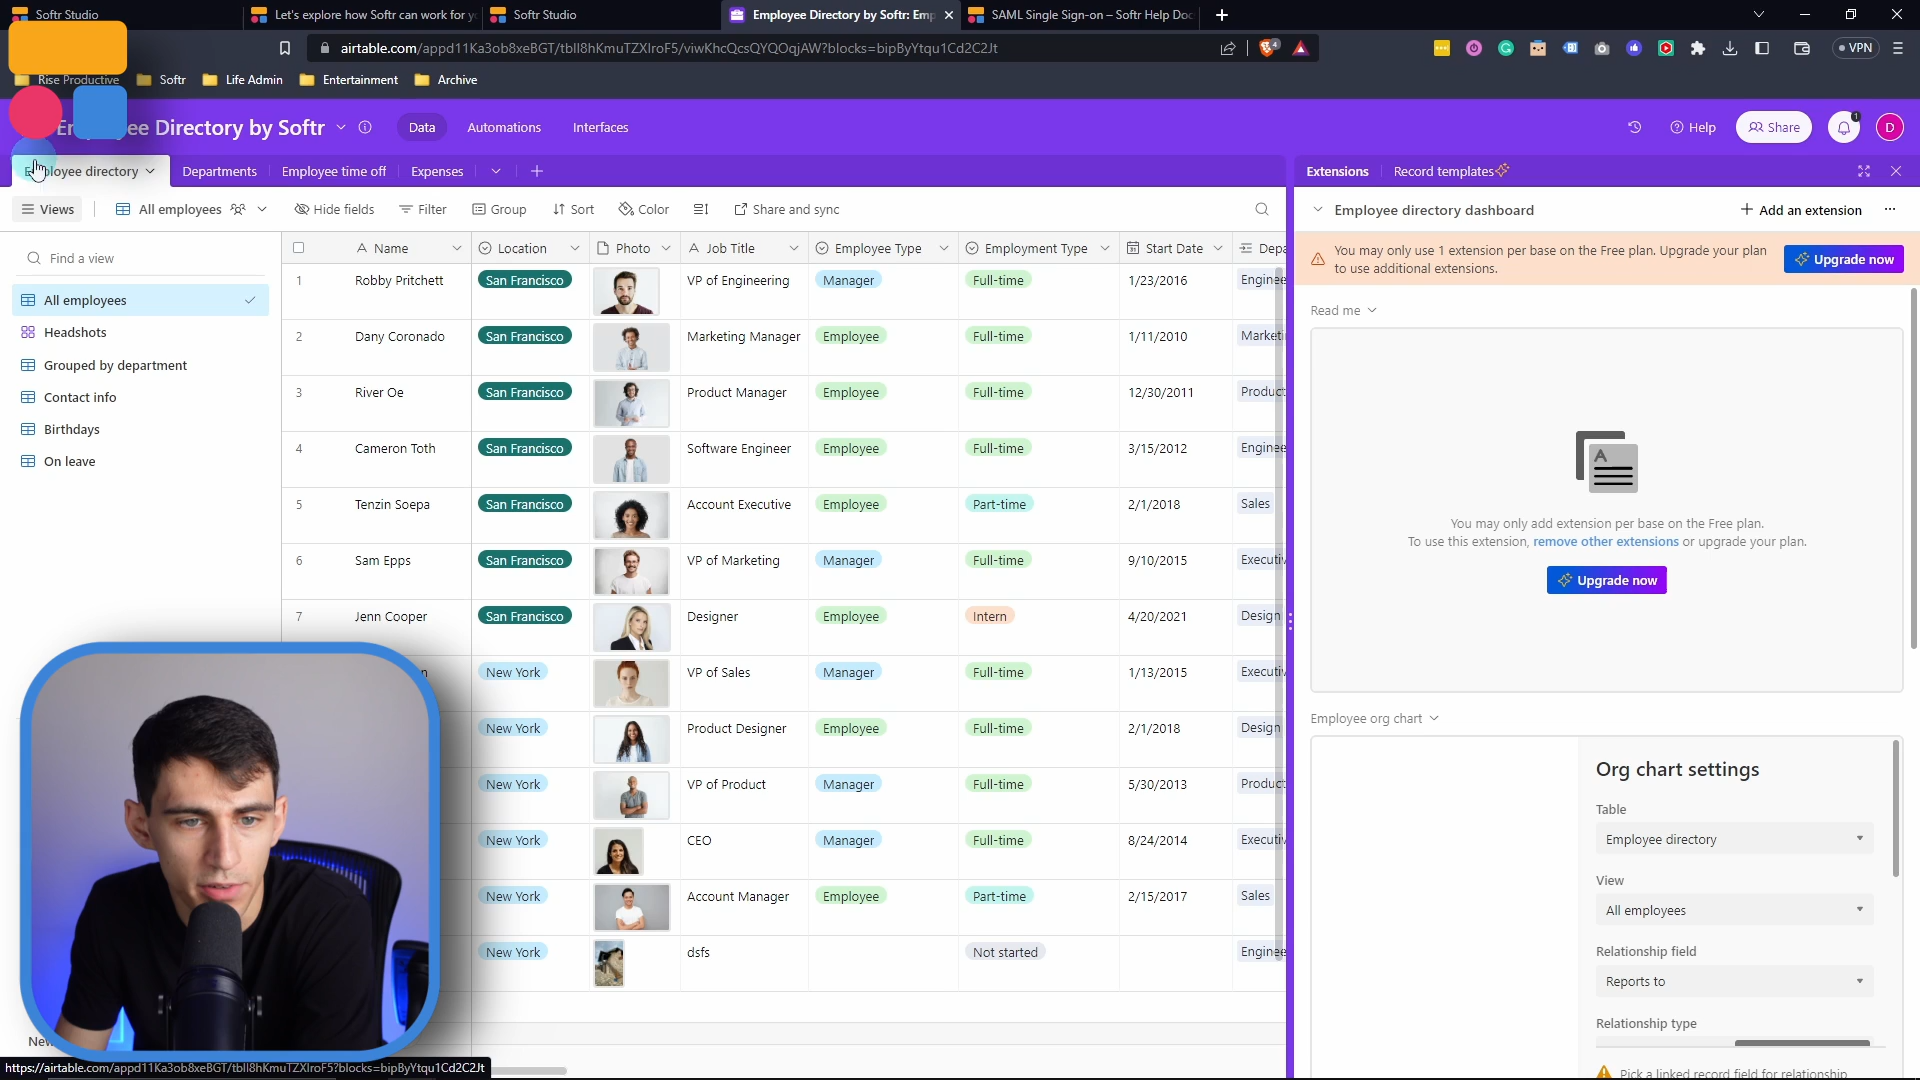 Softr Studio
Let's explore how Softr can work for y
Softr Studio
Employee Directory by Softr: Emp
SAML Single Sign-on – Softr Help Doc
airtable.com/appd11Ka3ob8xeBGT/tbll8hKmuTZXlroF5/viwKhcQcsQYQOqjAW?blocks=bipByYtqu1Cd2C2Jt
VPN
Rise Productive
Softr
Life Admin
Entertainment
Archive
Directory by Softr
Data
Automations
Interfaces
Help
Share
1
D
Employee directory
Departments
Employee time off
Expenses
Extensions
Record templates
Views
All employees
Hide fields
Filter
Group
Sort
Color
Share and sync
Employee directory dashboard
Add an extension
Find a view
All employees
Headshots
Grouped by department
Contact info
Birthdays
On leave
Name Location Photo Job Title Employee Type Employment Type Start Date Depa
1 Robby Pritchett San Francisco VP of Engineering Manager Full-time 1/23/2016 Enginee
2 Dany Coronado San Francisco Marketing Manager Employee Full-time 1/11/2010 Marketi
3 River Oe San Francisco Product Manager Employee Full-time 12/30/2011 Product
4 Cameron Toth San Francisco Software Engineer Employee Full-time 3/15/2012 Enginee
5 Tenzin Soepa San Francisco Account Executive Employee Part-time 2/1/2018 Sales
6 Sam Epps San Francisco VP of Marketing Manager Full-time 9/10/2015 Executiv
7 Jenn Cooper San Francisco Designer Employee Intern 4/20/2021 Design
n New York VP of Sales Manager Full-time 1/13/2015 Executiv
New York Product Designer Employee Full-time 2/1/2018 Design
New York VP of Product Manager Full-time 5/30/2013 Product
New York CEO Manager Full-time 8/24/2014 Executiv
New York Account Manager Employee Part-time 2/15/2017 Sales
New York dsfs Not started Enginee
New
https://airtable.com/appd11Ka3ob8xeBGT/tbll8hKmuTZXlroF5?blocks=bipByYtqu1Cd2C2Jt
You may only use 1 extension per base on the Free plan. Upgrade your plan
to use additional extensions.
Upgrade now
Read me
A
You may only add extension per base on the Free plan.
To use this extension, remove other extensions or upgrade your plan.
Upgrade now
Employee org chart
Org chart settings
Table
Employee directory
View
All employees
Relationship field
Reports to
Relationship type
Pick a linked record field for relationship